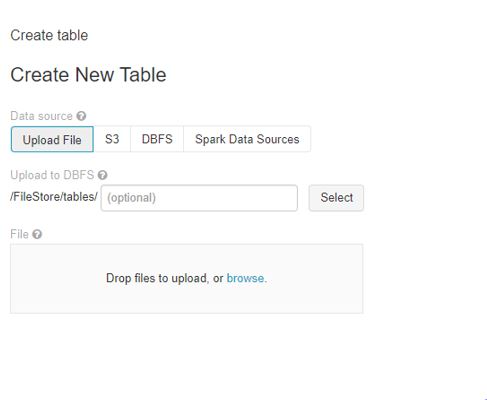 Create table
Create New Table
Data source
Upload File S3 DBFS Spark Data Sources
Upload to DBFS
/FileStore/tables/ (optional) Select
File
Drop files to upload, or browse.